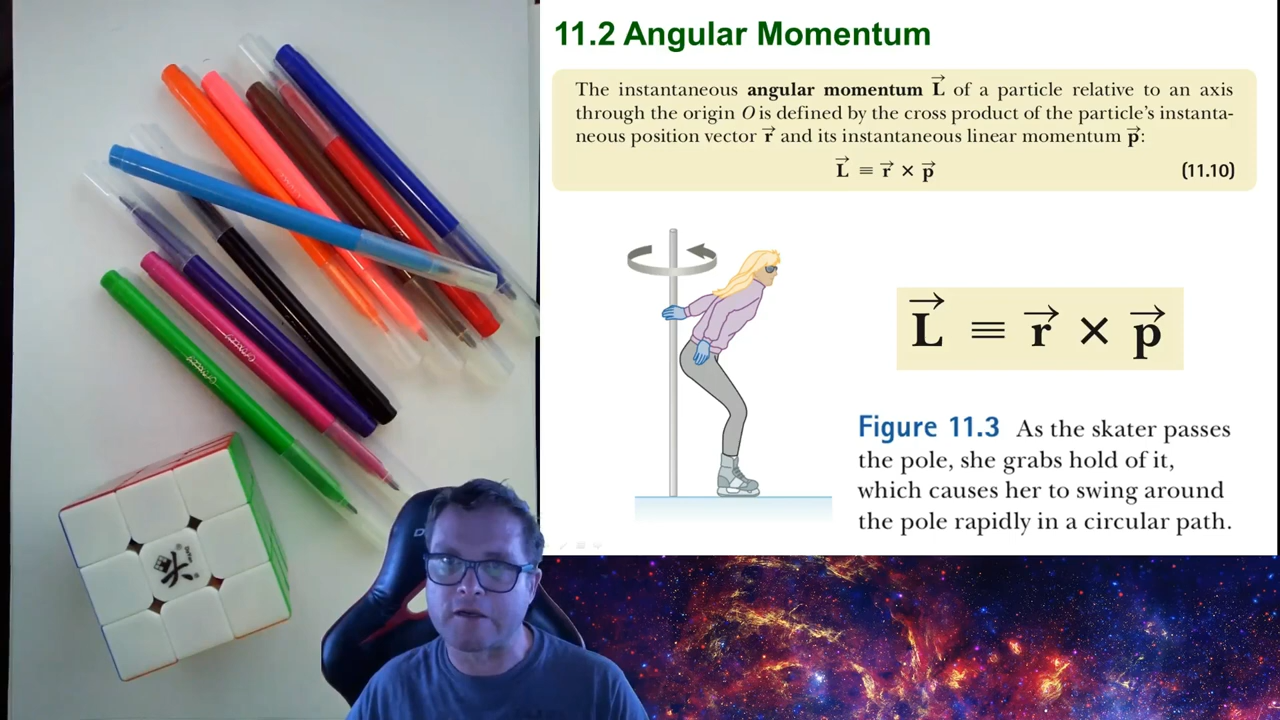 11.2 Angular Momentum
The instantaneous angular momentum L⃗ of a particle relative to an axis
through the origin O is defined by the cross product of the particle's instanta-
neous position vector r⃗ and its instantaneous linear momentum p⃗:
L⃗ ≡ r⃗ × p⃗ (11.10)
L⃗ ≡ r⃗ × p⃗
Figure 11.3 As the skater passes
the pole, she grabs hold of it,
which causes her to swing around
the pole rapidly in a circular path.